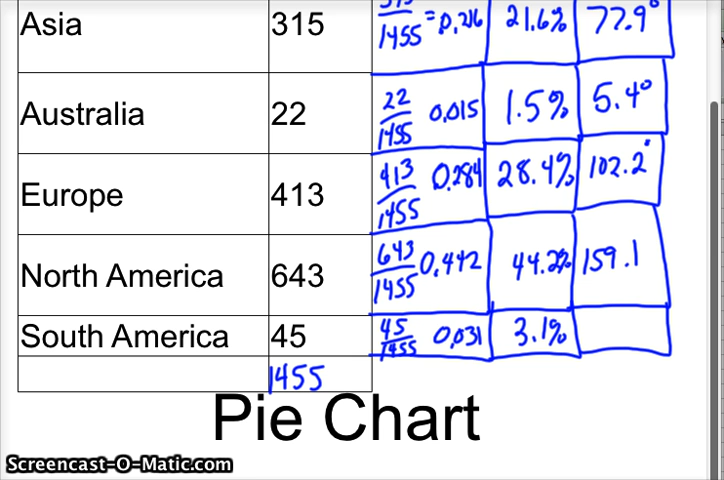 Asia 315 315/1455 = 0.216 21.6% 77.9°
Australia 22 22/1455 0.015 1.5% 5.4°
Europe 413 413/1455 0.284 28.4% 102.2°
North America 643 643/1455 0.442 44.2% 159.1
South America 45 45/1455 0.031 3.1%
1455
Pie Chart
Screencast-O-Matic.com